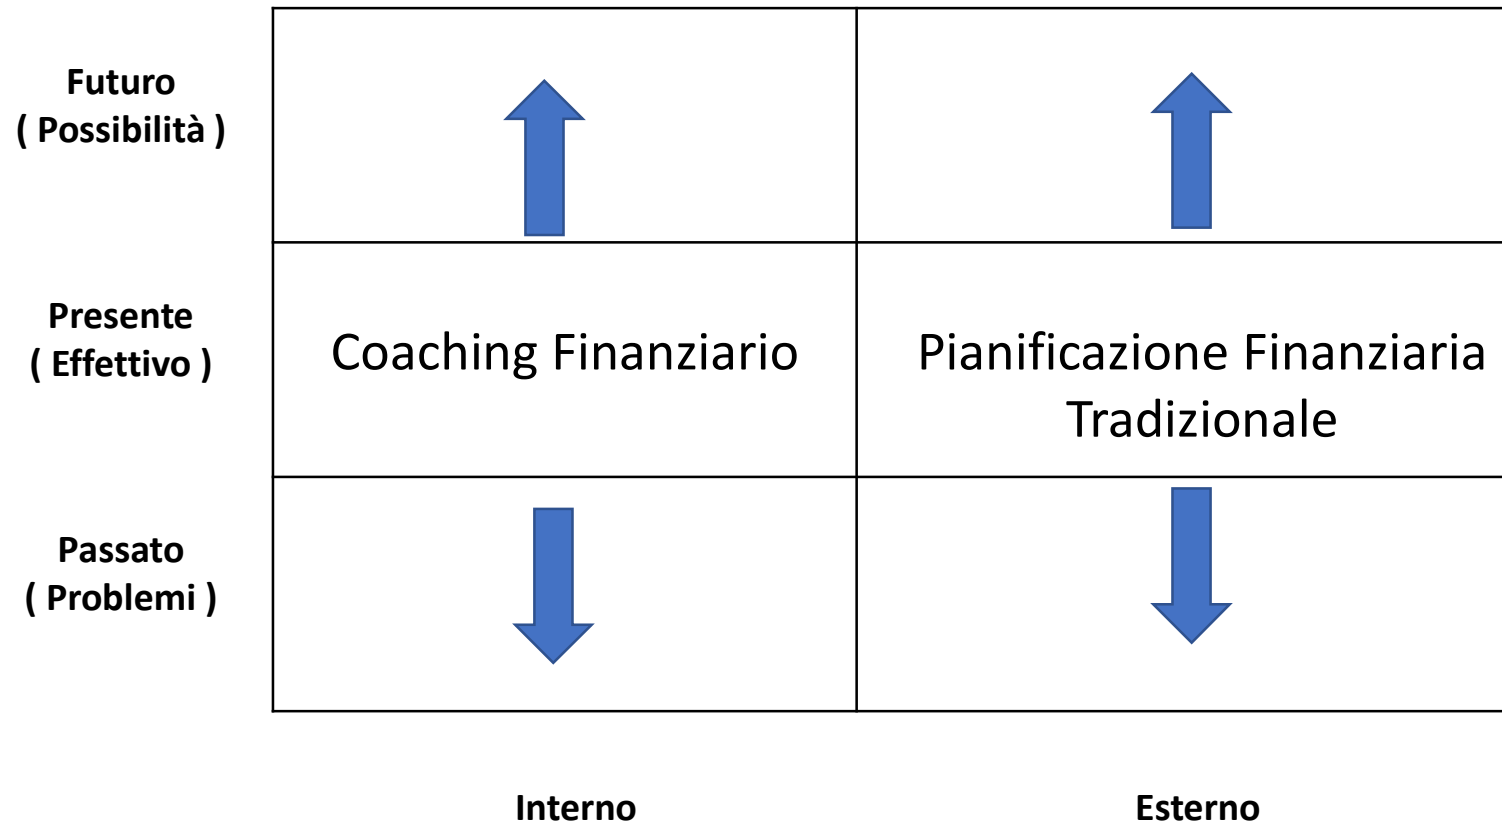 Futuro
( Possibilità )
Presente
( Effettivo )
Coaching Finanziario
Pianificazione Finanziaria
Tradizionale
Passato
( Problemi )
Interno
Esterno